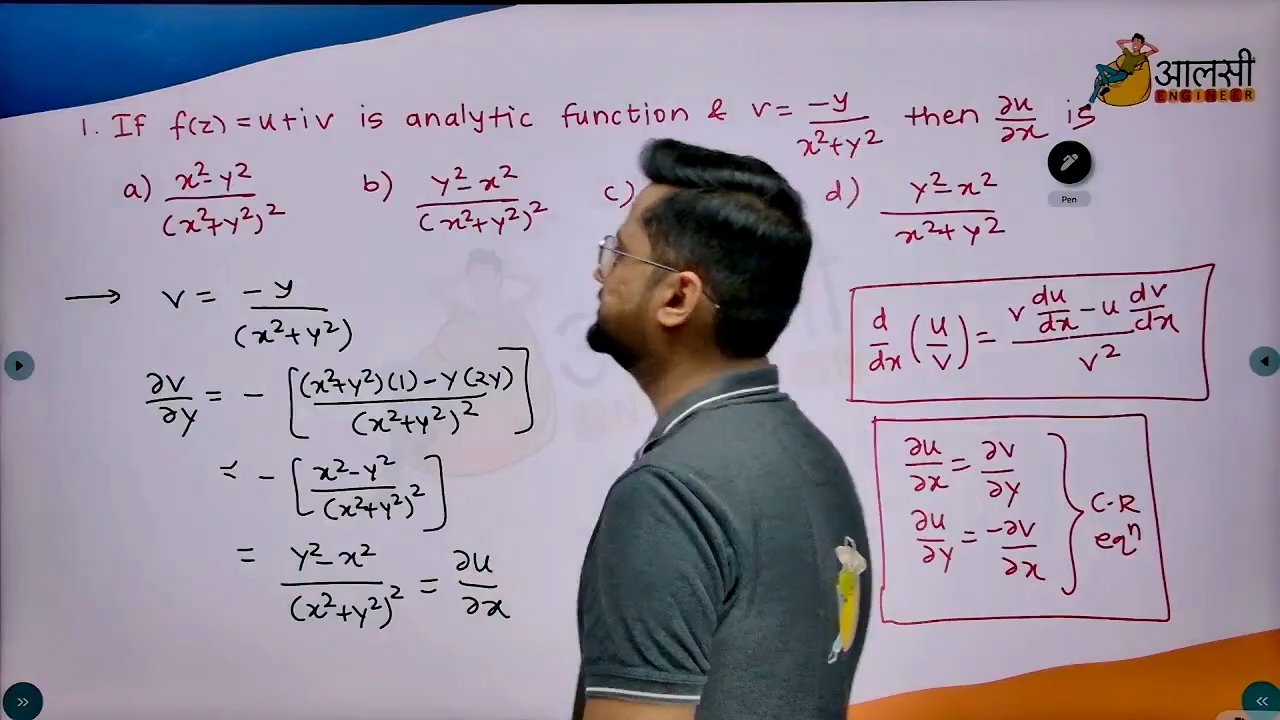 आलसी
ENGINEER
1. If f(z) = u+iv is analytic function & v = -y/(x²+y²) then ∂u/∂x is
Pen
a) (x²-y²)/(x²+y²)² b) (y²-x²)/(x²+y²)² c) d) (y²-x²)/(x²+y²)
→ v = -y/(x²+y²)
∂v/∂y = - [((x²+y²)(1) - y(2y))/(x²+y²)²]
= - [(x²-y²)/(x²+y²)²]
= (y²-x²)/(x²+y²)² = ∂u/∂x
d/dx (u/v) = (v du/dx - u dv/dx)/v²
∂u/∂x = ∂v/∂y
∂u/∂y = -∂v/∂x
C-R
eqⁿ